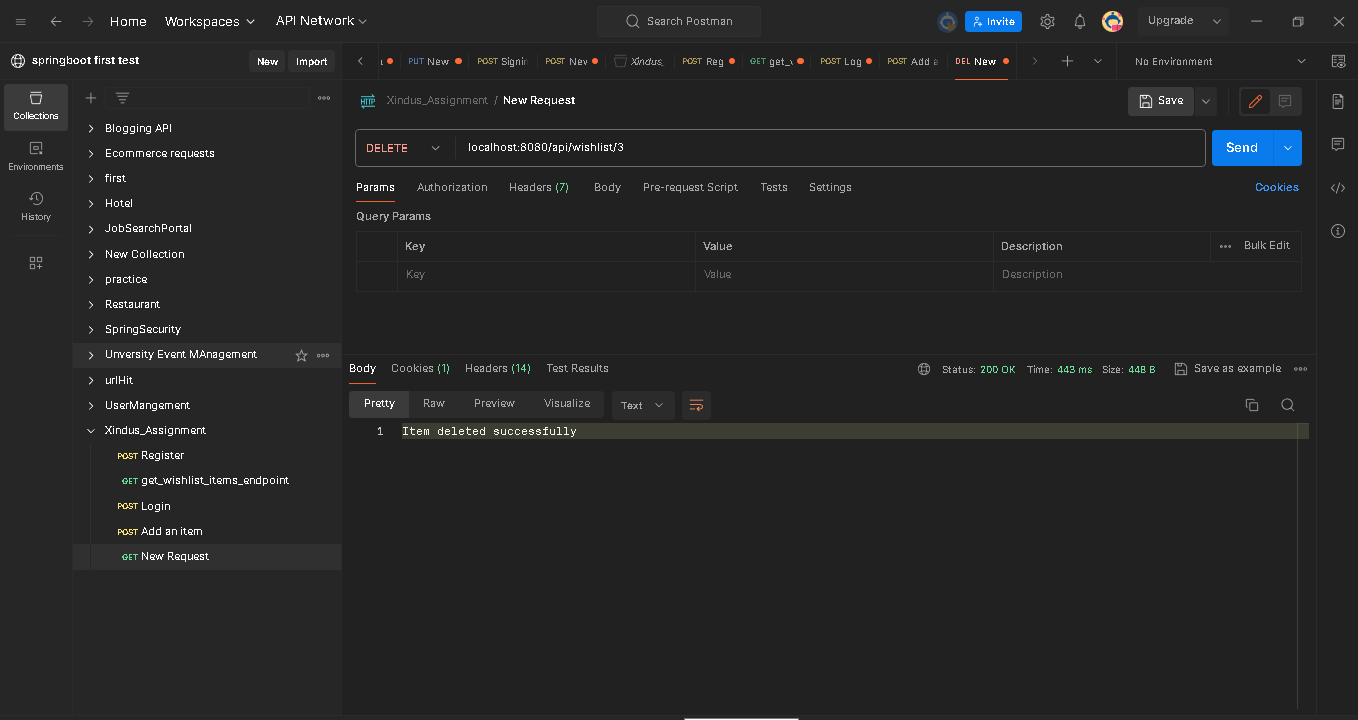 Home Workspaces API Network Search Postman Invite Upgrade
springboot first test New Import
PUT New POST Signin POST Nev Xindus_ POST Reg GET get_v POST Log POST Add a DEL New No Environment
Collections
Environments
History
Blogging API
Ecommerce requests
first
Hotel
JobSearchPortal
New Collection
practice
Restaurant
SpringSecurity
Unversity Event MAnagement
urlHit
UserMangement
Xindus_Assignment
POST Register
GET get_wishlist_items_endpoint
POST Login
POST Add an item
GET New Request
HTTP Xindus_Assignment / New Request Save
DELETE localhost:8080/api/wishlist/3 Send
Params Authorization Headers (7) Body Pre-request Script Tests Settings Cookies
Query Params
Key Value Description Bulk Edit
Key Value Description
Body Cookies (1) Headers (14) Test Results Status: 200 OK Time: 443 ms Size: 448 B Save as example
Pretty Raw Preview Visualize Text
1 Item deleted successfully